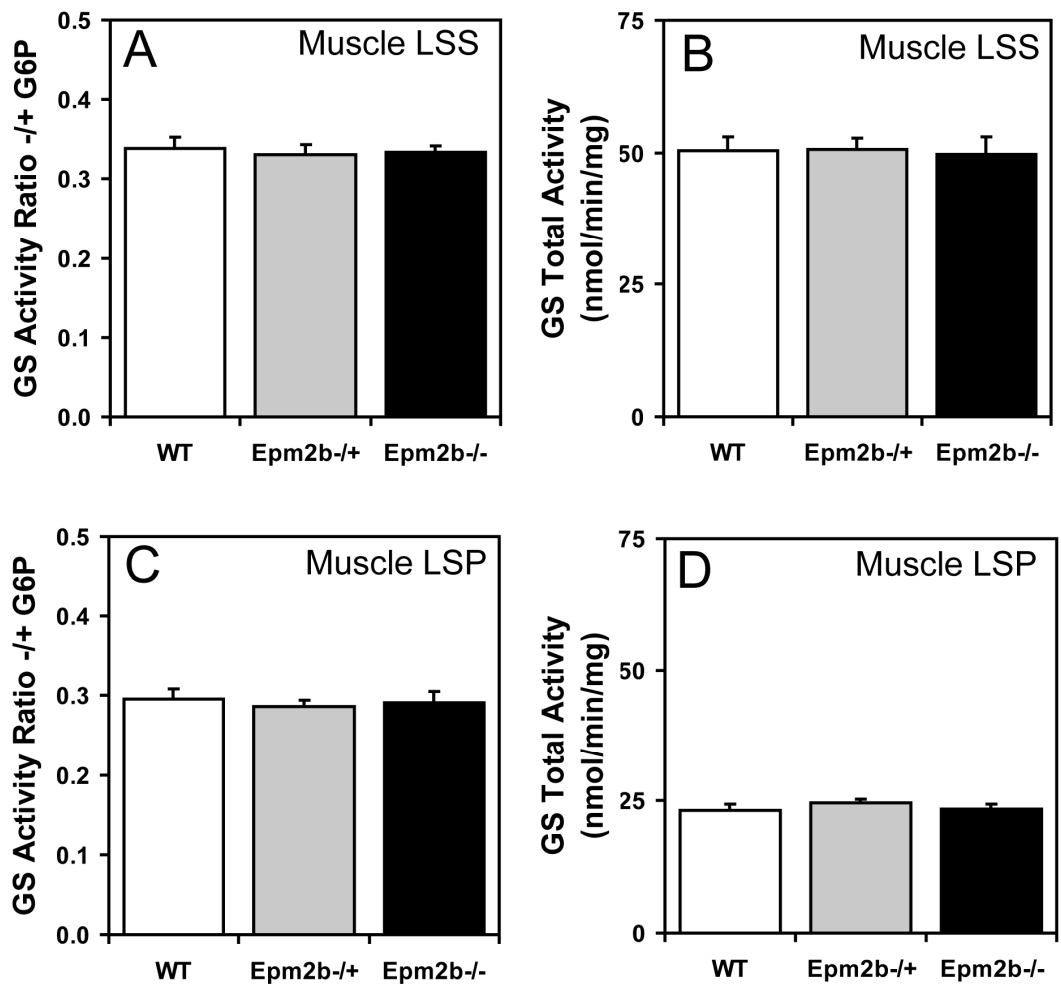 A
Muscle LSS
GS Activity Ratio -/+ G6P
0.5
0.4
0.3
0.2
0.1
0.0
WT Epm2b-/+ Epm2b-/-
B
Muscle LSS
GS Total Activity
(nmol/min/mg)
75
50
25
0
WT Epm2b-/+ Epm2b-/-
C
Muscle LSP
GS Activity Ratio -/+ G6P
0.5
0.4
0.3
0.2
0.1
0.0
WT Epm2b-/+ Epm2b-/-
D
Muscle LSP
GS Total Activity
(nmol/min/mg)
75
50
25
0
WT Epm2b-/+ Epm2b-/-